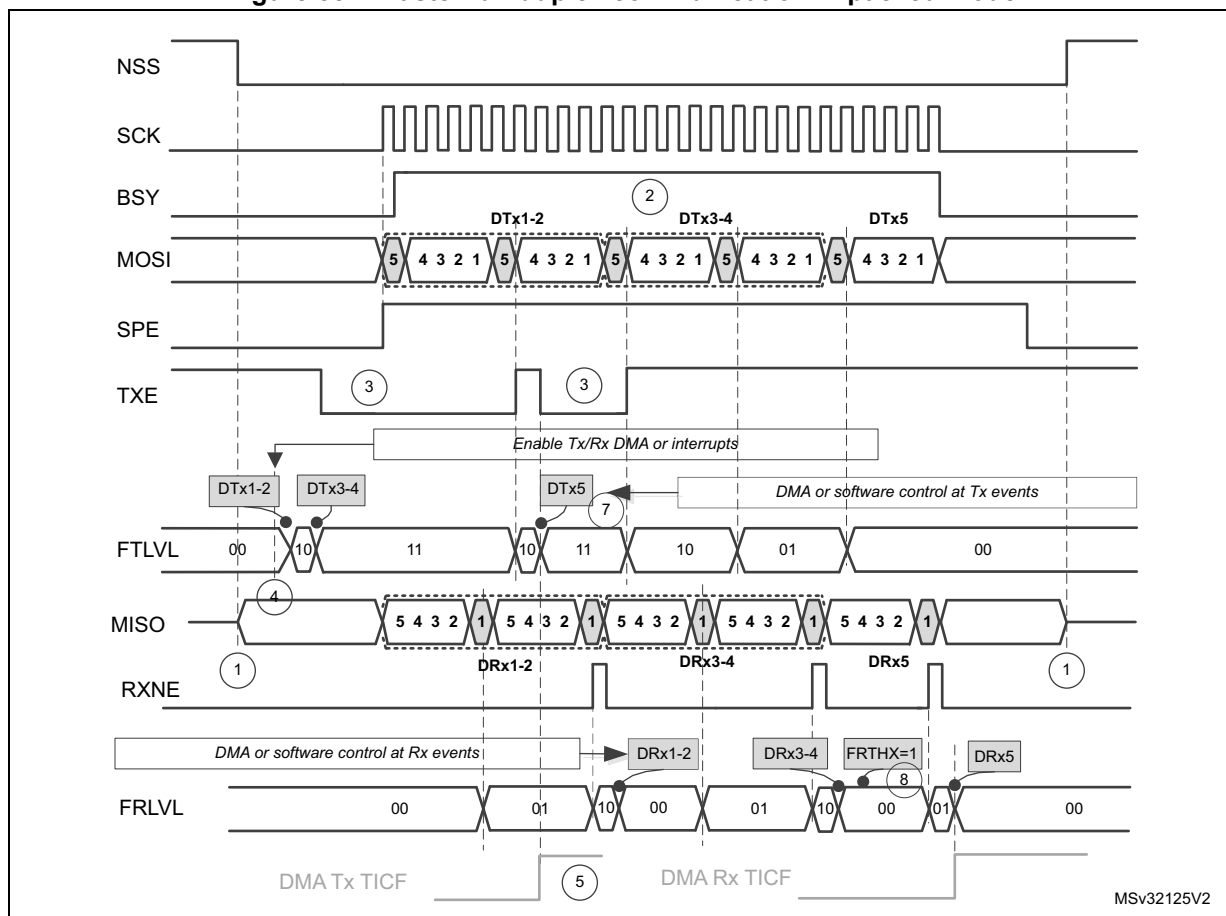 NSS
SCK
BSY
2
DTx1-2 DTx3-4 DTx5
MOSI 5 4 3 2 1 5 4 3 2 1 5 4 3 2 1 5 4 3 2 1 5 4 3 2 1
SPE
TXE 3 3
Enable Tx/Rx DMA or interrupts
DTx1-2 DTx3-4 DTx5 DMA or software control at Tx events
7
FTLVL 00 10 11 10 11 10 01 00
4
MISO 5 4 3 2 1 5 4 3 2 1 5 4 3 2 1 5 4 3 2 1 5 4 3 2 1
1 DRx1-2 DRx3-4 DRx5 1
RXNE
DMA or software control at Rx events DRx1-2 DRx3-4 FRTHX=1 DRx5
8
FRLVL 00 01 10 00 01 10 00 01 00
DMA Tx TICF 5 DMA Rx TICF
MSv32125V2